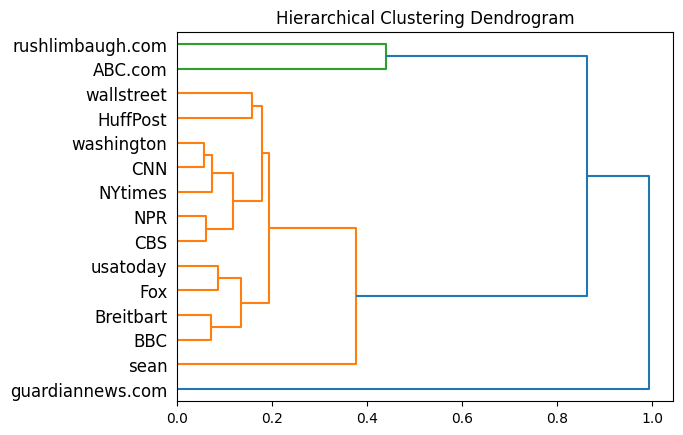 Hierarchical Clustering Dendrogram
rushlimbaugh.com
ABC.com
wallstreet
HuffPost
washington
CNN
NYtimes
NPR
CBS
usatoday
Fox
Breitbart
BBC
sean
guardiannews.com
0.0 0.2 0.4 0.6 0.8 1.0